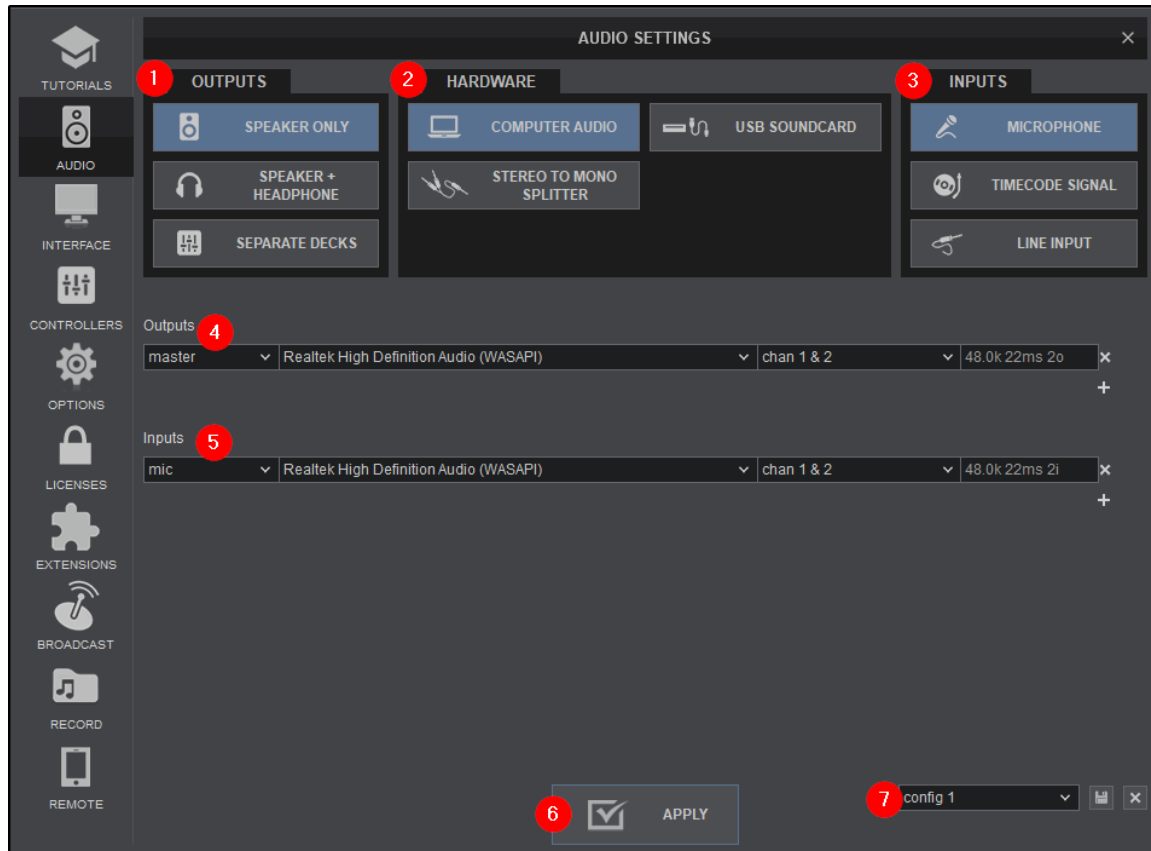 AUDIO SETTINGS
TUTORIALS
AUDIO
INTERFACE
CONTROLLERS
OPTIONS
LICENSES
EXTENSIONS
BROADCAST
RECORD
REMOTE
1 OUTPUTS
SPEAKER ONLY
SPEAKER +
HEADPHONE
SEPARATE DECKS
2 HARDWARE
COMPUTER AUDIO
USB SOUNDCARD
STEREO TO MONO
SPLITTER
3 INPUTS
MICROPHONE
TIMECODE SIGNAL
LINE INPUT
Outputs 4
master Realtek High Definition Audio (WASAPI) chan 1 & 2 48.0k 22ms 2o
Inputs 5
mic Realtek High Definition Audio (WASAPI) chan 1 & 2 48.0k 22ms 2i
6 APPLY
7 config 1